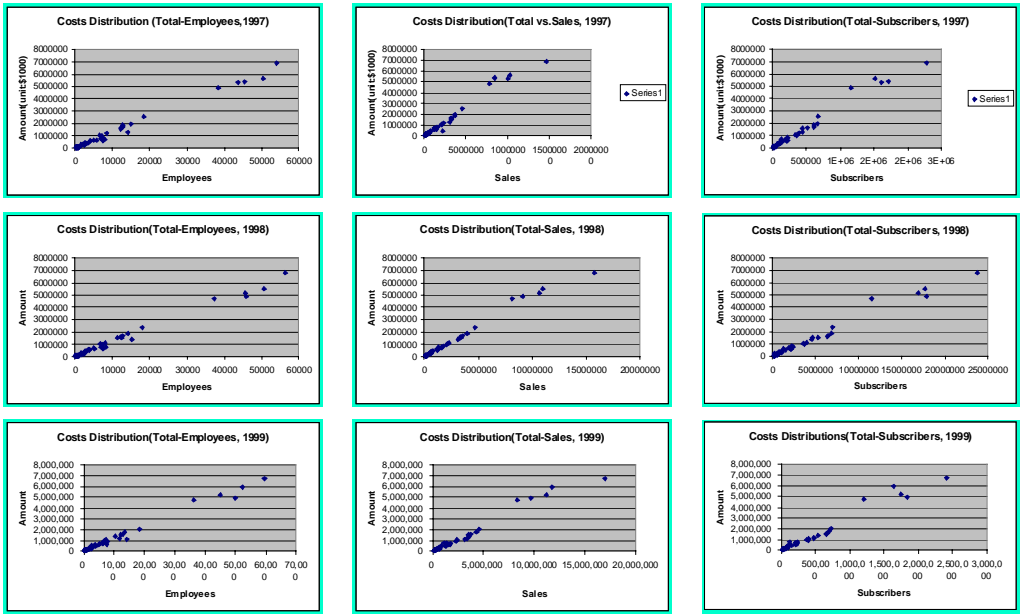 Costs Distribution (Total-Employees,1997)
8000000
7000000
6000000
5000000
4000000
3000000
2000000
1000000
0
Amount(unit:$1000)
0 10000 20000 30000 40000 50000 60000
Employees
Costs Distribution(Total vs.Sales, 1997)
8000000
7000000
6000000
5000000
4000000
3000000
2000000
1000000
0
Amount(unit:$1000)
0 5000000 1000000 1500000 2000000
0 0 0
Sales
Series1
Costs Distribution(Total-Subscribers, 1997)
8000000
7000000
6000000
5000000
4000000
3000000
2000000
1000000
0
Amount(unit:$1000)
0 500000 1E+06 2E+06 2E+06 3E+06
Subscribers
Series1
Costs Distribution(Total-Employees, 1998)
8000000
7000000
6000000
5000000
4000000
3000000
2000000
1000000
0
Amount
0 10000 20000 30000 40000 50000 60000
Employees
Costs Distribution(Total-Sales, 1998)
8000000
7000000
6000000
5000000
4000000
3000000
2000000
1000000
0
Amount
0 5000000 10000000 15000000 20000000
Sales
Costs Distribution(Total-Subscribers, 1998)
8000000
7000000
6000000
5000000
4000000
3000000
2000000
1000000
0
Amount
0 5000000 10000000 15000000 20000000 25000000
Subscribers
Costs Distribution(Total-Employees, 1999)
8,000,000
7,000,000
6,000,000
5,000,000
4,000,000
3,000,000
2,000,000
1,000,000
0
Amount
0 10,00 20,00 30,00 40,00 50,00 60,00 70,00
0 0 0 0 0 0 0
Employees
Costs Distribution(Total-Sales, 1999)
8,000,000
7,000,000
6,000,000
5,000,000
4,000,000
3,000,000
2,000,000
1,000,000
0
Amount
0 5,000,000 10,000,000 15,000,000 20,000,000
Sales
Costs Distributions(Total-Subscribers, 1999)
8,000,000
7,000,000
6,000,000
5,000,000
4,000,000
3,000,000
2,000,000
1,000,000
0
Amount
0 500,0 1,000,0 1,500,0 2,000,0 2,500,0 3,000,0
00 00 00 00 00 00
Subscribers